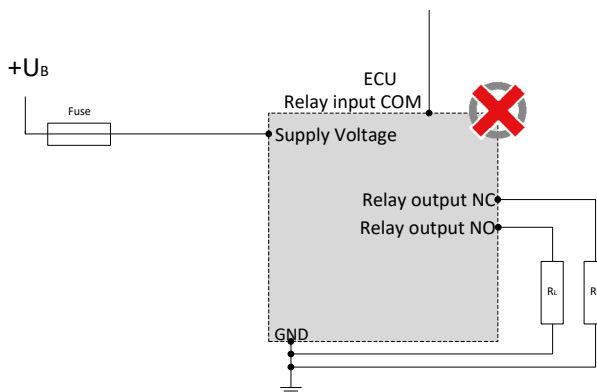 ECU
Relay input COM
+UB
Fuse
Supply Voltage
Relay output NC
Relay output NO
RL
R
GND